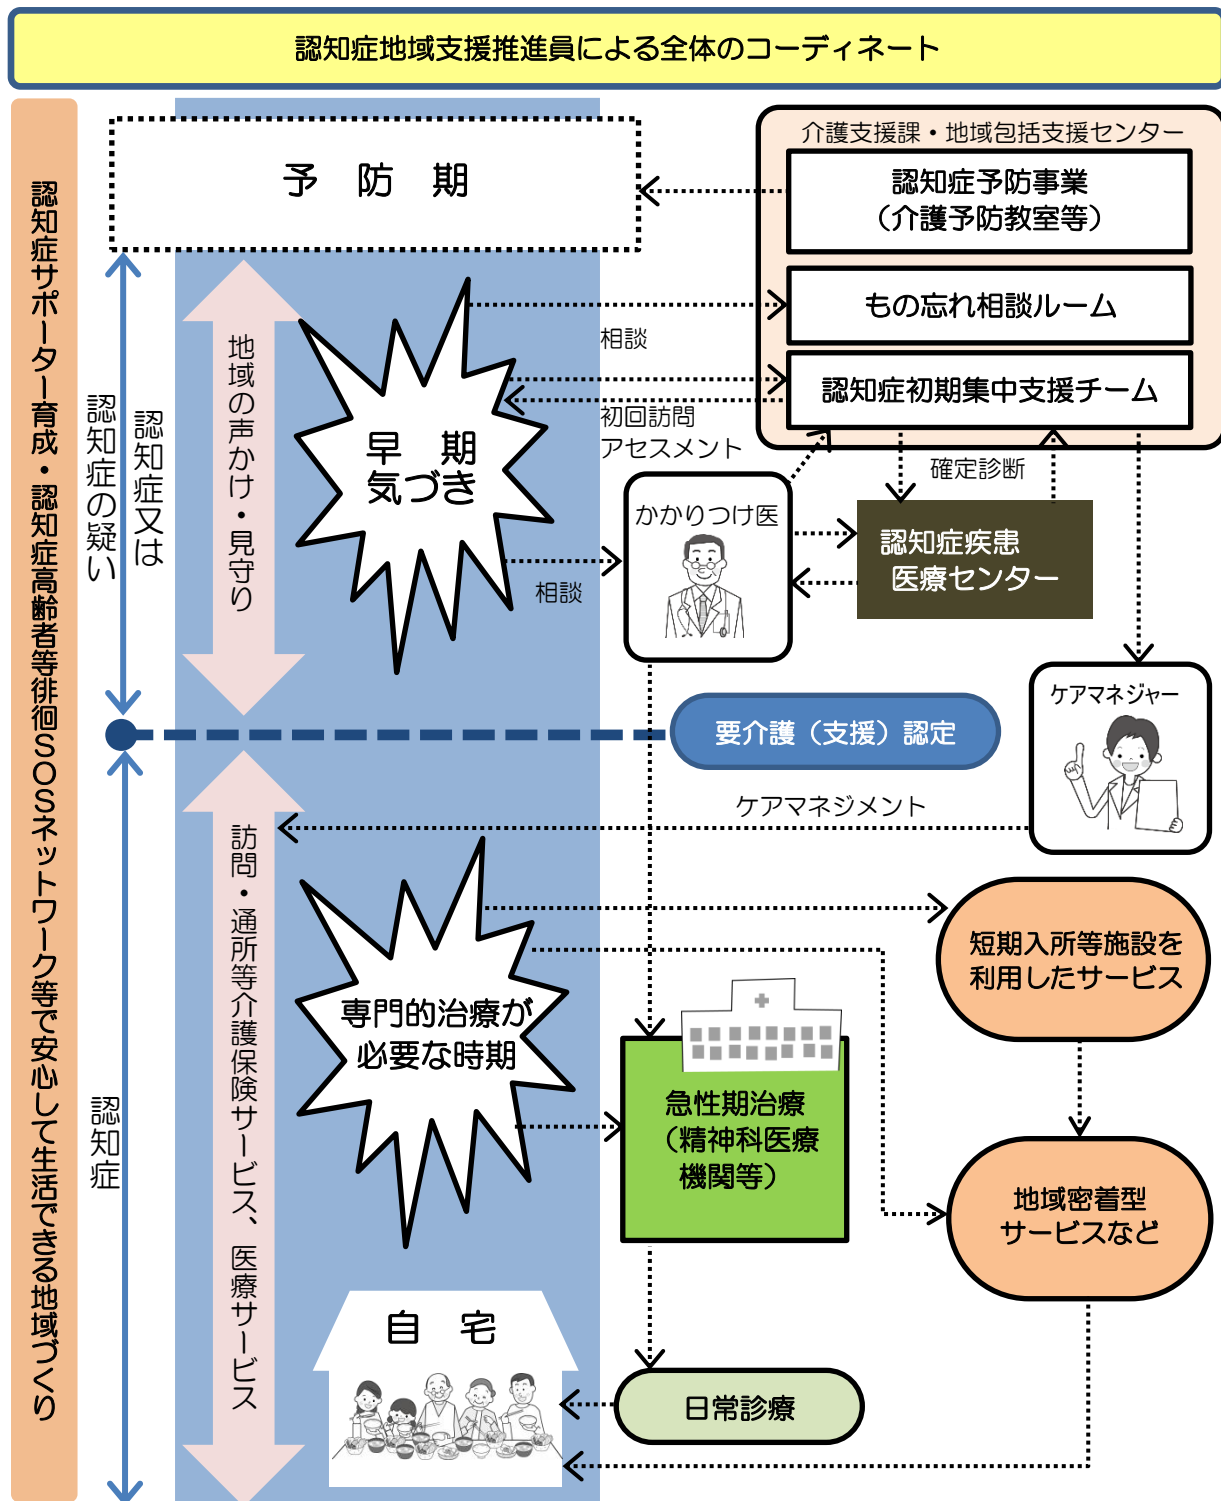 認知症地域支援推進員による全体のコーディネート
認知症サポーター育成・認知症高齢者等徘徊SOSネットワーク等で安心して生活できる地域づくり
予　防　期
介護支援課・地域包括支援センター
認知症予防事業
（介護予防教室等）
もの忘れ相談ルーム
認知症初期集中支援チーム
認知症又は
認知症の疑い
地域の声かけ・見守り
早　期
気づき
相談
初回訪問
アセスメント
確定診断
かかりつけ医
認知症疾患
医療センター
相談
ケアマネジャー
要介護（支援）認定
ケアマネジメント
認知症
訪問・通所等介護保険サービス、医療サービス
専門的治療が
必要な時期
短期入所等施設を
利用したサービス
急性期治療
（精神科医療
機関等）
地域密着型
サービスなど
自　宅
日常診療